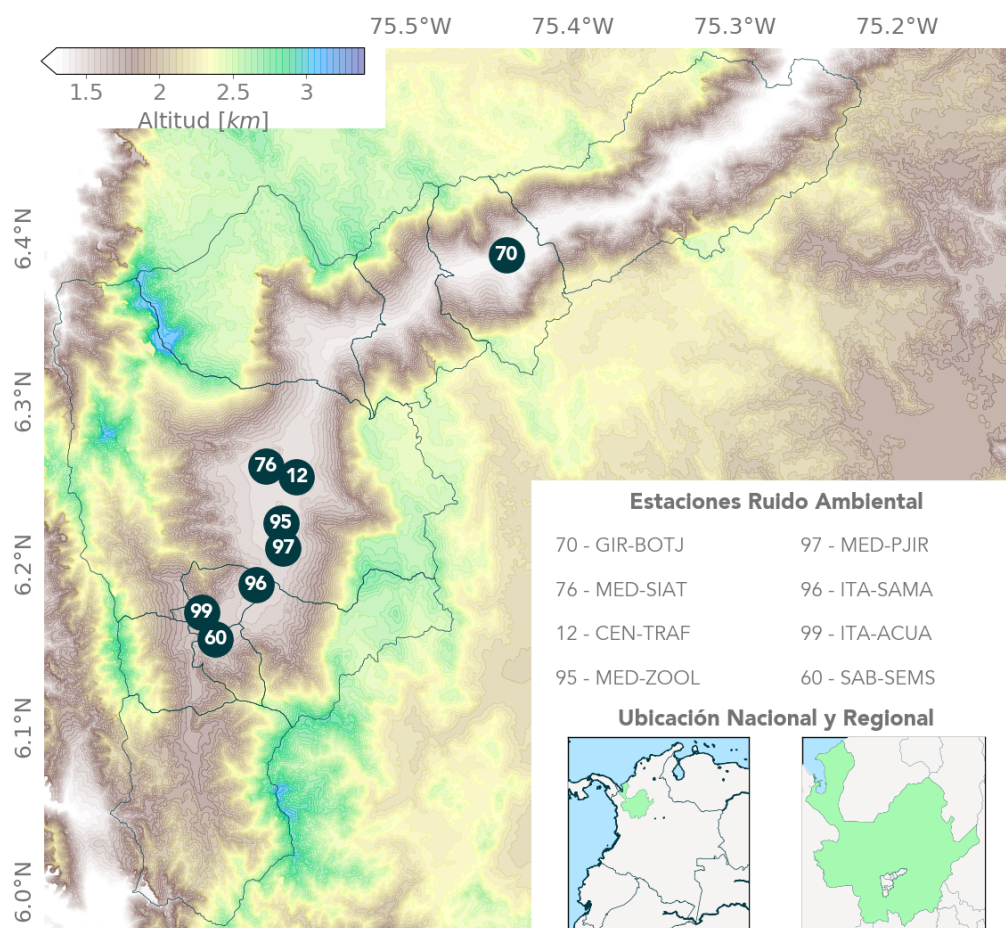 75.5°W 75.4°W 75.3°W 75.2°W
1.5 2 2.5 3
Altitud [km]
6.4°N
70
6.3°N
76
12
95
97
6.2°N
96
99
60
6.1°N
6.0°N
Estaciones Ruido Ambiental
70 - GIR-BOTJ 97 - MED-PJIR
76 - MED-SIAT 96 - ITA-SAMA
12 - CEN-TRAF 99 - ITA-ACUA
95 - MED-ZOOL 60 - SAB-SEMS
Ubicación Nacional y Regional